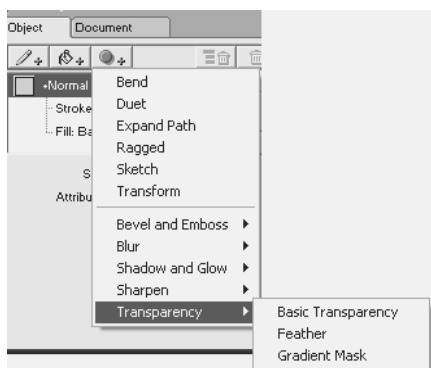 Object Document
Normal
Bend
Stroke
Duet
Fill: Ba
Expand Path
Ragged
S
Sketch
Attribu
Transform
Bevel and Emboss
Blur
Shadow and Glow
Sharpen
Transparency
Basic Transparency
Feather
Gradient Mask